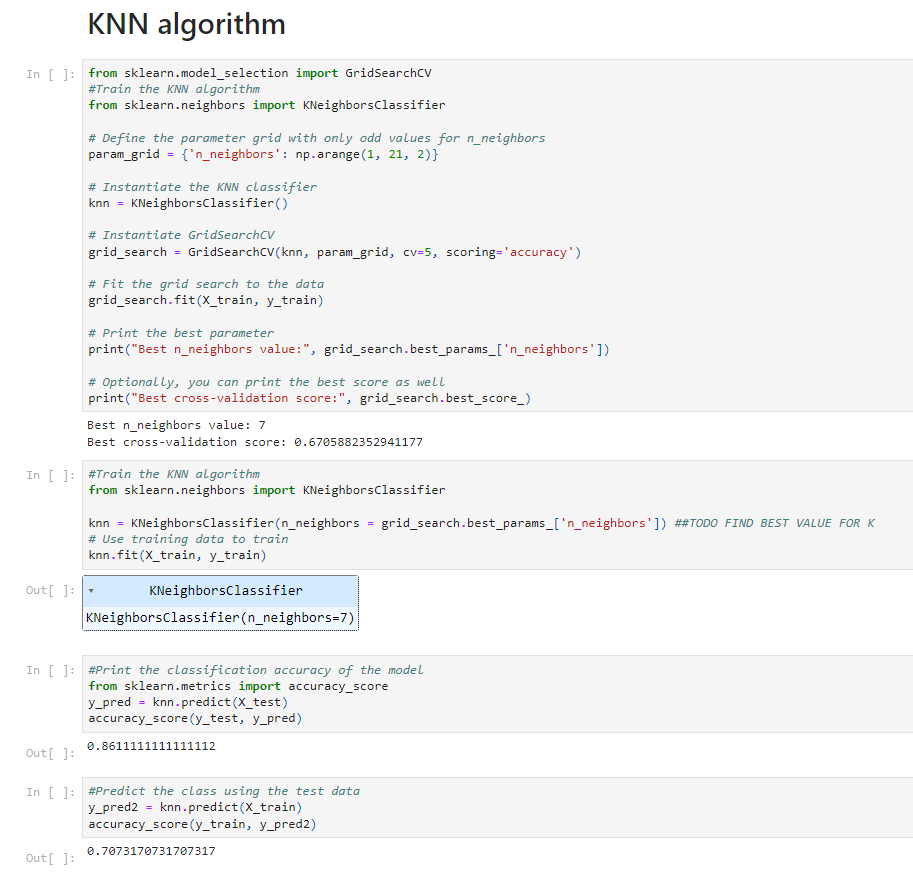 KNN algorithm
In [ ]:
from sklearn.model_selection import GridSearchCV
#Train the KNN algorithm
from sklearn.neighbors import KNeighborsClassifier
# Define the parameter grid with only odd values for n_neighbors
param_grid = {'n_neighbors': np.arange(1, 21, 2)}
# Instantiate the KNN classifier
knn = KNeighborsClassifier()
# Instantiate GridSearchCV
grid_search = GridSearchCV(knn, param_grid, cv=5, scoring='accuracy')
# Fit the grid search to the data
grid_search.fit(X_train, y_train)
# Print the best parameter
print("Best n_neighbors value:", grid_search.best_params_['n_neighbors'])
# Optionally, you can print the best score as well
print("Best cross-validation score:", grid_search.best_score_)
Best n_neighbors value: 7
Best cross-validation score: 0.6705882352941177
In [ ]:
#Train the KNN algorithm
from sklearn.neighbors import KNeighborsClassifier
knn = KNeighborsClassifier(n_neighbors = grid_search.best_params_['n_neighbors']) ##TODO FIND BEST VALUE FOR K
# Use training data to train
knn.fit(X_train, y_train)
Out[ ]:
KNeighborsClassifier
KNeighborsClassifier(n_neighbors=7)
In [ ]:
#Print the classification accuracy of the model
from sklearn.metrics import accuracy_score
y_pred = knn.predict(X_test)
accuracy_score(y_test, y_pred)
Out[ ]:
0.8611111111111112
In [ ]:
#Predict the class using the test data
y_pred2 = knn.predict(X_train)
accuracy_score(y_train, y_pred2)
Out[ ]:
0.7073170731707317